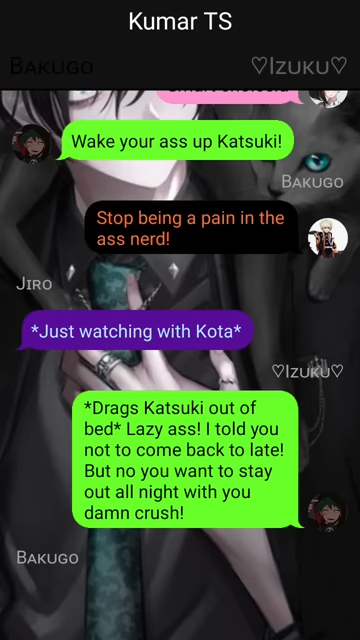 Kumar TS
Bakugo
♡Izuku♡
Wake your ass up Katsuki!
Bakugo
Stop being a pain in the
ass nerd!
Jiro
*Just watching with Kota*
♡Izuku♡
*Drags Katsuki out of
bed* Lazy ass! I told you
not to come back to late!
But no you want to stay
out all night with you
damn crush!
Bakugo